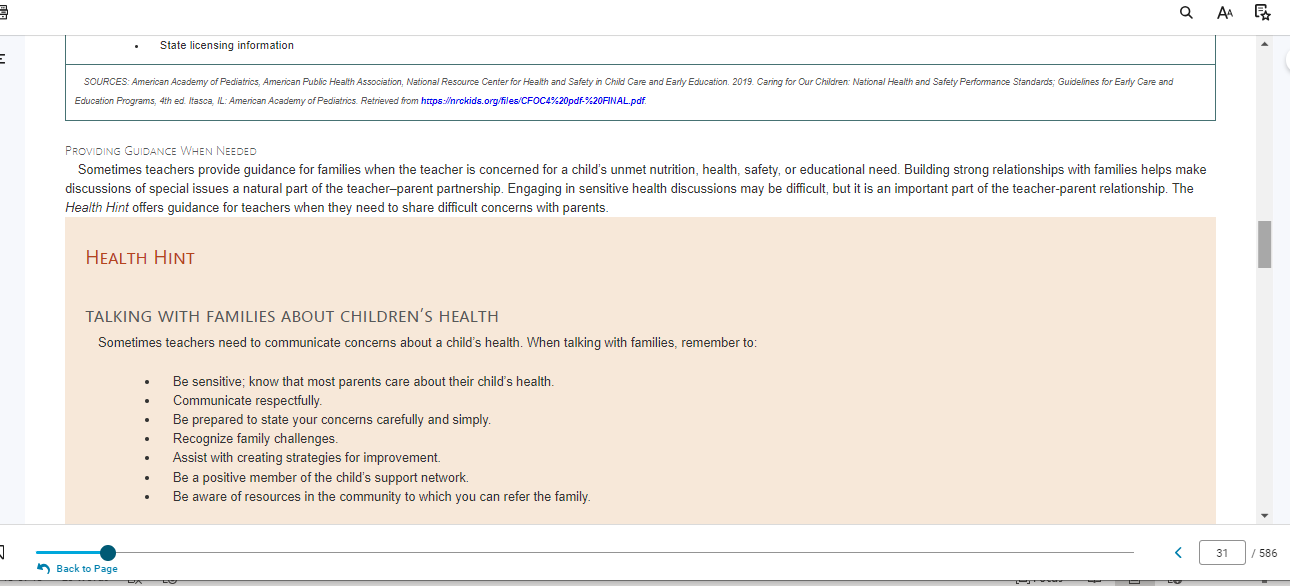 AA
• State licensing information
SOURCES: American Academy of Pediatrics, American Public Health Association, National Resource Center for Health and Safety in Child Care and Early Education. 2019. Caring for Our Children: National Health and Safety Performance Standards; Guidelines for Early Care and
Education Programs, 4th ed. Itasca, IL: American Academy of Pediatrics. Retrieved from https://nrckids.org/files/CFOC4%20pdf-%20FINAL.pdf.
PROVIDING GUIDANCE WHEN NEEDED
Sometimes teachers provide guidance for families when the teacher is concerned for a child's unmet nutrition, health, safety, or educational need. Building strong relationships with families helps make
discussions of special issues a natural part of the teacher–parent partnership. Engaging in sensitive health discussions may be difficult, but it is an important part of the teacher-parent relationship. The
Health Hint offers guidance for teachers when they need to share difficult concerns with parents.
HEALTH HINT
TALKING WITH FAMILIES ABOUT CHILDREN'S HEALTH
Sometimes teachers need to communicate concerns about a child's health. When talking with families, remember to:
• Be sensitive; know that most parents care about their child's health.
• Communicate respectfully.
• Be prepared to state your concerns carefully and simply.
• Recognize family challenges.
• Assist with creating strategies for improvement.
• Be a positive member of the child's support network.
• Be aware of resources in the community to which you can refer the family.
31 / 586
Back to Page